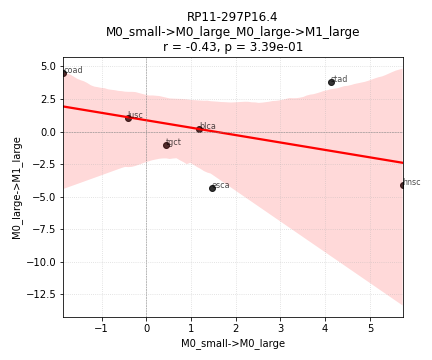 RP11-297P16.4
M0_small->M0_large_M0_large->M1_large
r = -0.43, p = 3.39e-01
coad
stad
lusc
blca
tgct
esca
hnsc
5.0
2.5
0.0
−2.5
−5.0
−7.5
−10.0
−12.5
M0_large->M1_large
−1
0
1
2
3
4
5
M0_small->M0_large